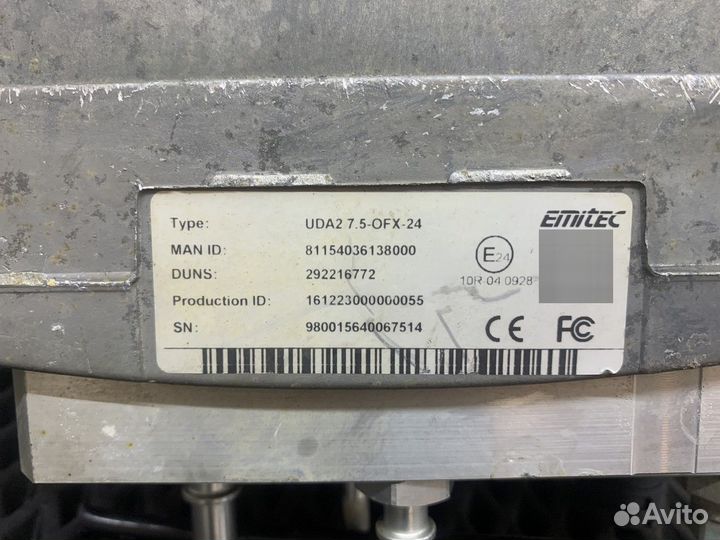 Type: UDA2 7.5-OFX-24
EMITEC
MAN ID: 81154036138000
E24
DUNS: 292216772
10R-04 0928
Production ID: 161223000000055
SN: 980015640067514
CE FC
Avito